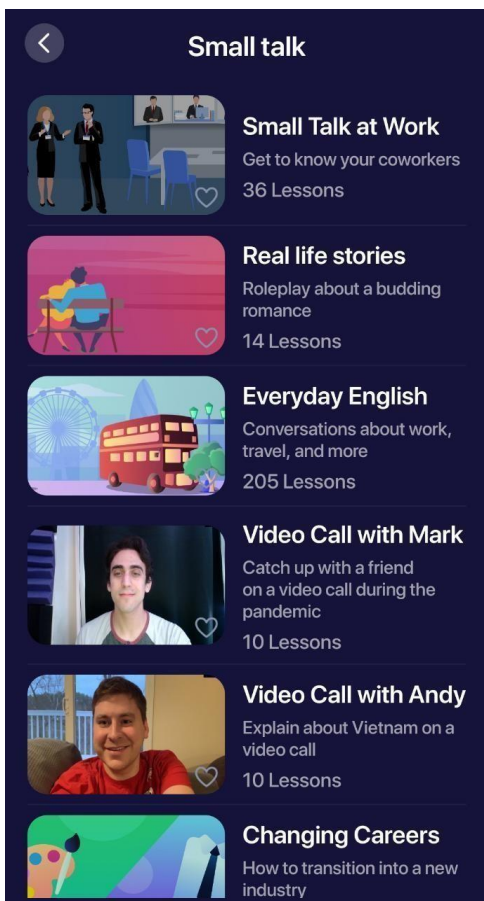 Small talk
Small Talk at Work
Get to know your coworkers
36 Lessons
Real life stories
Roleplay about a budding
romance
14 Lessons
Everyday English
Conversations about work,
travel, and more
205 Lessons
Video Call with Mark
Catch up with a friend
on a video call during the
pandemic
10 Lessons
Video Call with Andy
Explain about Vietnam on a
video call
10 Lessons
Changing Careers
How to transition into a new
industry